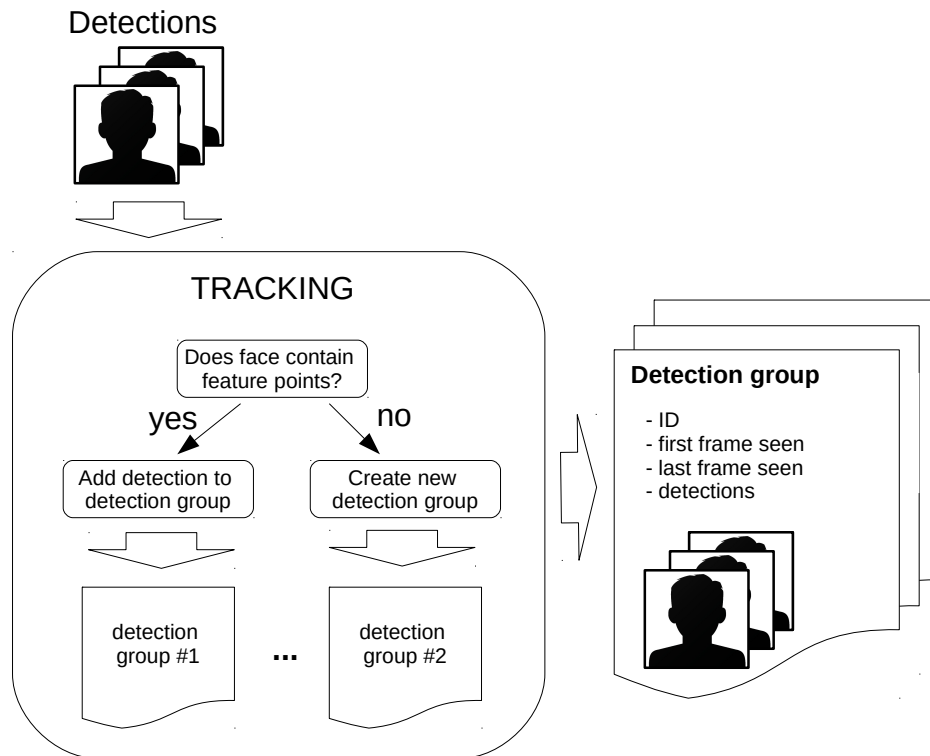 Detections
TRACKING
Does face contain
feature points?
yes
no
Add detection to
detection group
Create new
detection group
detection
group #1
...
detection
group #2
Detection group
- ID
- first frame seen
- last frame seen
- detections